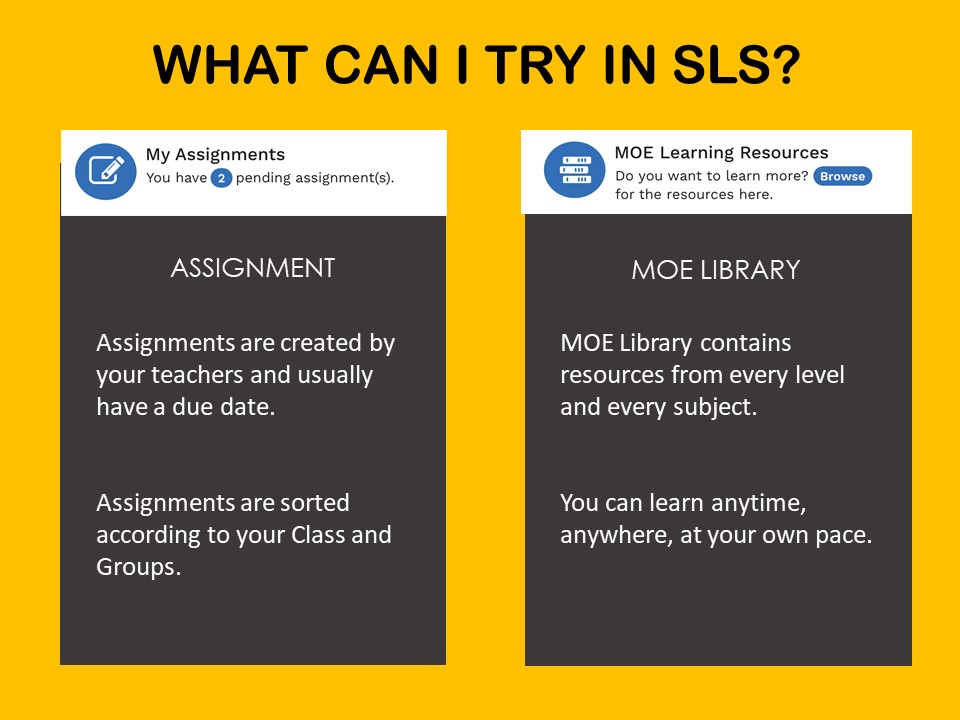 WHAT CAN I TRY IN SLS?
My Assignments
You have 2 pending assignment(s).
ASSIGNMENT
Assignments are created by
your teachers and usually
have a due date.
Assignments are sorted
according to your Class and
Groups.
MOE Learning Resources
Do you want to learn more? Browse
for the resources here.
MOE LIBRARY
MOE Library contains
resources from every level
and every subject.
You can learn anytime,
anywhere, at your own pace.